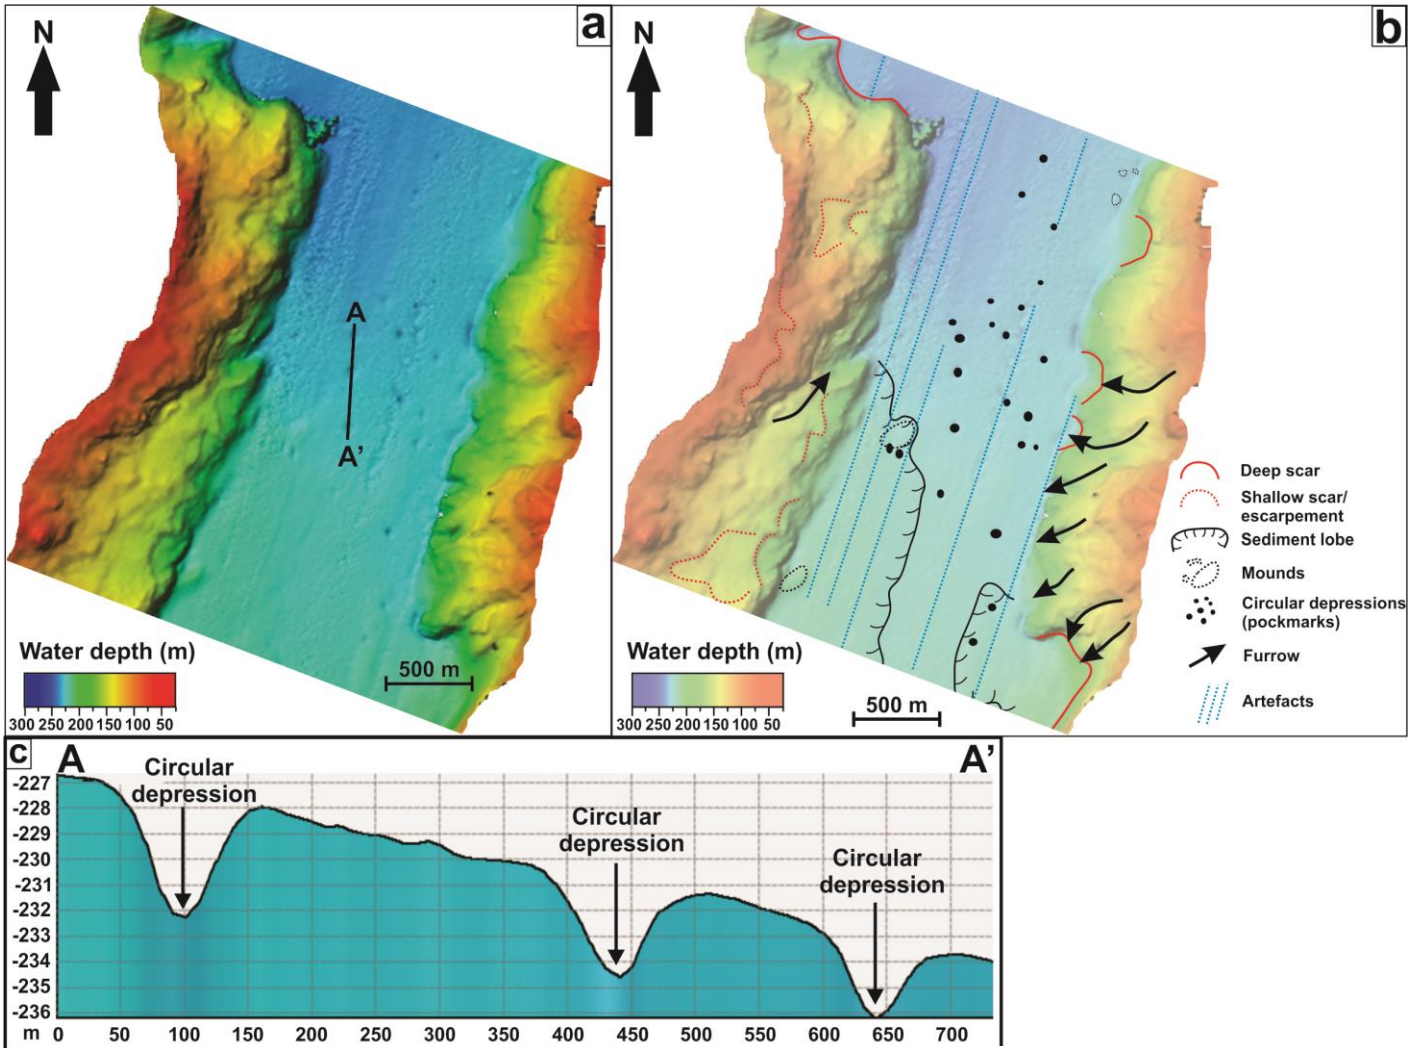 N
a
A
A’
Water depth (m)
300 250 200 150 100 50
500 m
N
b
Deep scar
Shallow scar/
escarpement
Sediment lobe
Mounds
Circular depressions
(pockmarks)
Furrow
Artefacts
Water depth (m)
300 250 200 150 100 50
500 m
c
A
A’
Circular
depression
Circular
depression
Circular
depression
-227
-228
-229
-230
-231
-232
-233
-234
-235
-236
m 0 50 100 150 200 250 300 350 400 450 500 550 600 650 700